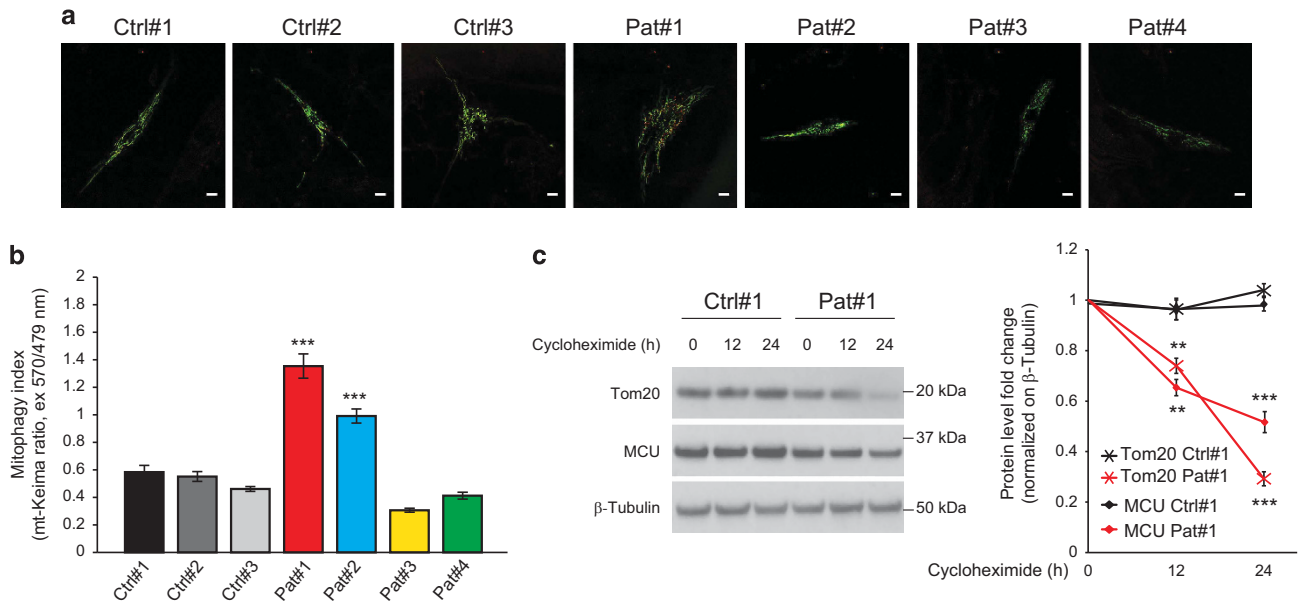 a
Ctrl#1 Ctrl#2 Ctrl#3 Pat#1 Pat#2 Pat#3 Pat#4
b
Mitophagy index
(mt-Keima ratio, ex 570/479 nm)
2
1.8
1.6
1.4
1.2
1
0.8
0.6
0.4
0.2
0
*** ***
Ctrl#1 Ctrl#2 Ctrl#3 Pat#1 Pat#2 Pat#3 Pat#4
c
Ctrl#1 Pat#1
Cycloheximide (h) 0 12 24 0 12 24
Tom20 20 kDa
37 kDa
MCU
β-Tubulin 50 kDa
Protein level fold change
(normalized on β-Tubulin)
1.2
1
0.8
0.6
0.4
0.2
0
**
**
***
***
Tom20 Ctrl#1
Tom20 Pat#1
MCU Ctrl#1
MCU Pat#1
Cycloheximide (h) 0 12 24